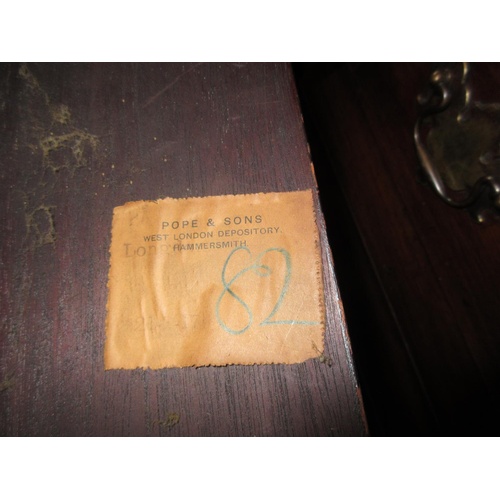 POPE & SONS
WEST LONDON DEPOSITORY.
HAMMERSMITH.
82